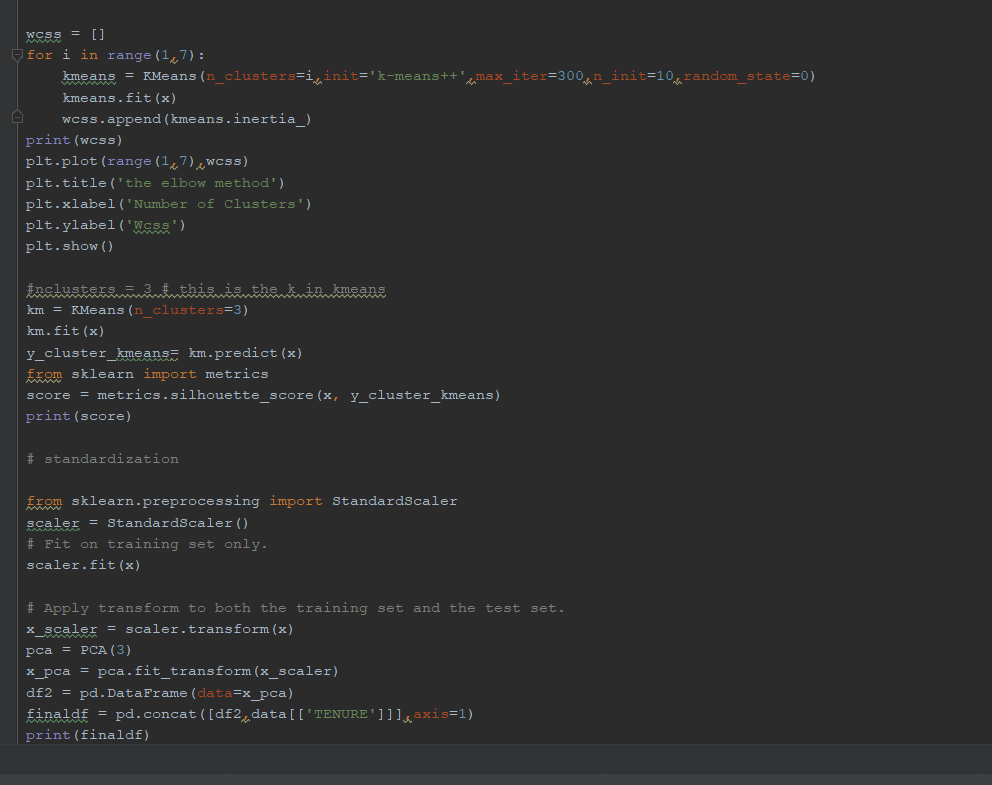 wcss = []
for i in range(1,7):
    kmeans = KMeans(n_clusters=i,init='k-means++',max_iter=300,n_init=10,random_state=0)
    kmeans.fit(x)
    wcss.append(kmeans.inertia_)
print(wcss)
plt.plot(range(1,7),wcss)
plt.title('the elbow method')
plt.xlabel('Number of Clusters')
plt.ylabel('Wcss')
plt.show()

#nclusters = 3 # this is the k in kmeans
km = KMeans(n_clusters=3)
km.fit(x)
y_cluster_kmeans= km.predict(x)
from sklearn import metrics
score = metrics.silhouette_score(x, y_cluster_kmeans)
print(score)

# standardization

from sklearn.preprocessing import StandardScaler
scaler = StandardScaler()
# Fit on training set only.
scaler.fit(x)

# Apply transform to both the training set and the test set.
x_scaler = scaler.transform(x)
pca = PCA(3)
x_pca = pca.fit_transform(x_scaler)
df2 = pd.DataFrame(data=x_pca)
finaldf = pd.concat([df2,data[['TENURE']]],axis=1)
print(finaldf)